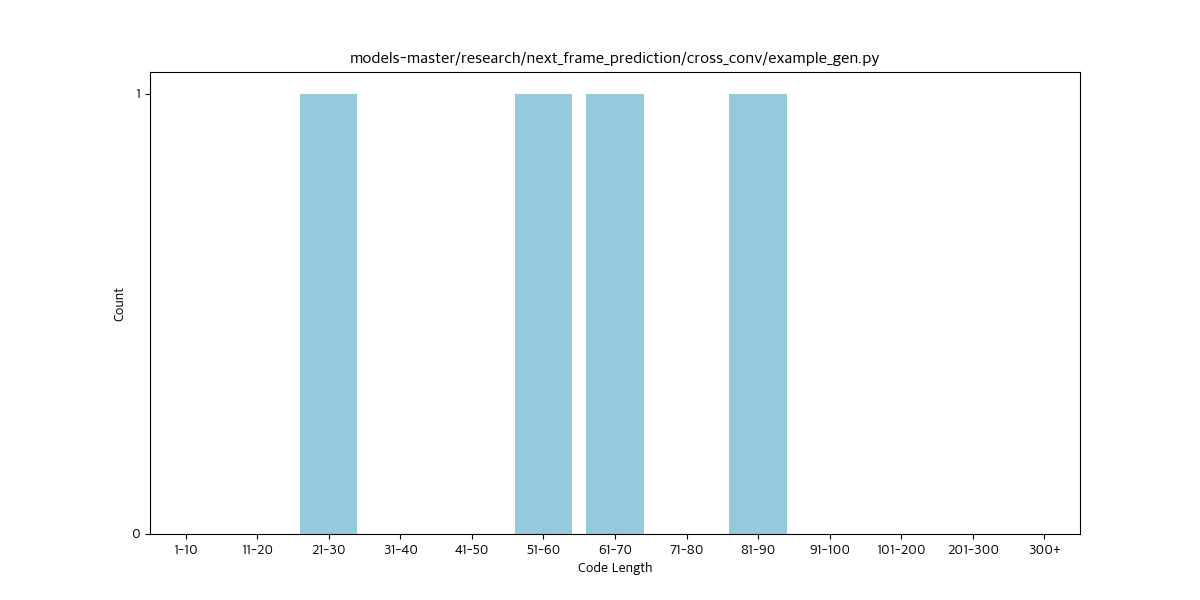 models-master/research/next_frame_prediction/cross_conv/example_gen.py
1
Count
0
1-10 11-20 21-30 31-40 41-50 51-60 61-70 71-80 81-90 91-100 101-200 201-300 300+
Code Length